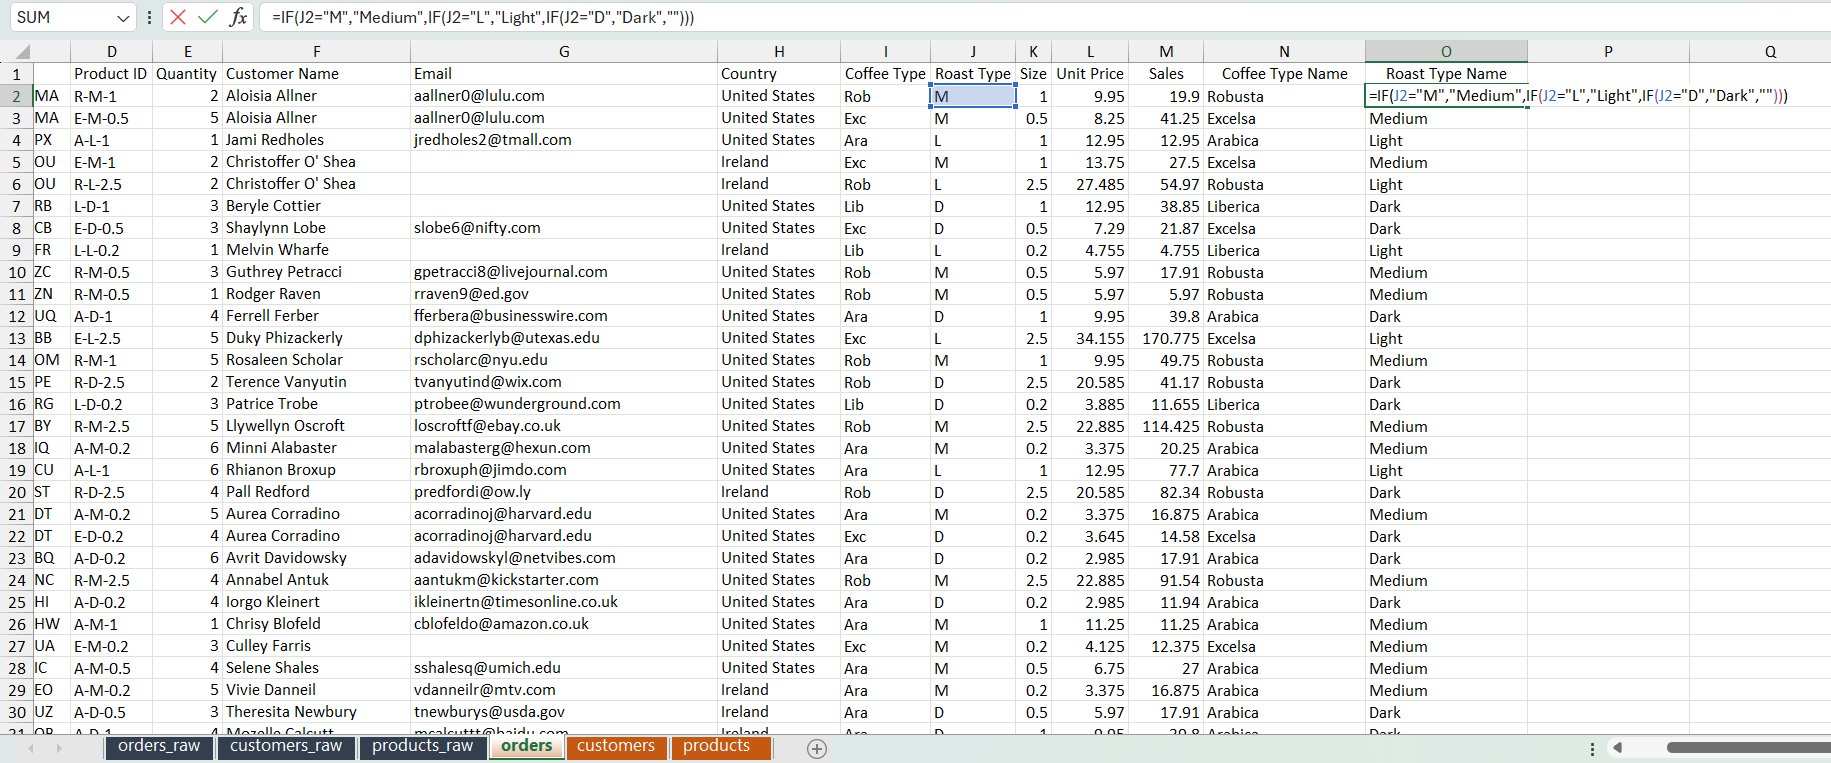 SUM =IF(J2="M","Medium",IF(J2="L","Light",IF(J2="D","Dark","")))
D E F G H I J K L M N O P Q
1 Product ID Quantity Customer Name Email Country Coffee Type Roast Type Size Unit Price Sales Coffee Type Name Roast Type Name
2 MA R-M-1 2 Aloisia Allner aallner0@lulu.com United States Rob M 1 9.95 19.9 Robusta =IF(J2="M","Medium",IF(J2="L","Light",IF(J2="D","Dark","")))
3 MA E-M-0.5 5 Aloisia Allner aallner0@lulu.com United States Exc M 0.5 8.25 41.25 Excelsa Medium
4 PX A-L-1 1 Jami Redholes jredholes2@tmall.com United States Ara L 1 12.95 12.95 Arabica Light
5 OU E-M-1 2 Christoffer O' Shea Ireland Exc M 1 13.75 27.5 Excelsa Medium
6 OU R-L-2.5 2 Christoffer O' Shea Ireland Rob L 2.5 27.485 54.97 Robusta Light
7 RB L-D-1 3 Beryle Cottier United States Lib D 1 12.95 38.85 Liberica Dark
8 CB E-D-0.5 3 Shaylynn Lobe slobe6@nifty.com United States Exc D 0.5 7.29 21.87 Excelsa Dark
9 FR L-L-0.2 1 Melvin Wharfe Ireland Lib L 0.2 4.755 4.755 Liberica Light
10 ZC R-M-0.5 3 Guthrey Petracci gpetracci8@livejournal.com United States Rob M 0.5 5.97 17.91 Robusta Medium
11 ZN R-M-0.5 1 Rodger Raven rraven9@ed.gov United States Rob M 0.5 5.97 5.97 Robusta Medium
12 UQ A-D-1 4 Ferrell Ferber fferbera@businesswire.com United States Ara D 1 9.95 39.8 Arabica Dark
13 BB E-L-2.5 5 Duky Phizackerly dphizackerlyb@utexas.edu United States Exc L 2.5 34.155 170.775 Excelsa Light
14 OM R-M-1 5 Rosaleen Scholar rscholarc@nyu.edu United States Rob M 1 9.95 49.75 Robusta Medium
15 PE R-D-2.5 2 Terence Vanyutin tvanyutind@wix.com United States Rob D 2.5 20.585 41.17 Robusta Dark
16 RG L-D-0.2 3 Patrice Trobe ptrobee@wunderground.com United States Lib D 0.2 3.885 11.655 Liberica Dark
17 BY R-M-2.5 5 Llywellyn Oscroft loscroftf@ebay.co.uk United States Rob M 2.5 22.885 114.425 Robusta Medium
18 IQ A-M-0.2 6 Minni Alabaster malabasterg@hexun.com United States Ara M 0.2 3.375 20.25 Arabica Medium
19 CU A-L-1 6 Rhianon Broxup rbroxuph@jimdo.com United States Ara L 1 12.95 77.7 Arabica Light
20 ST R-D-2.5 4 Pall Redford predfordi@ow.ly Ireland Rob D 2.5 20.585 82.34 Robusta Dark
21 DT A-M-0.2 5 Aurea Corradino acorradinoj@harvard.edu United States Ara M 0.2 3.375 16.875 Arabica Medium
22 DT E-D-0.2 4 Aurea Corradino acorradinoj@harvard.edu United States Exc D 0.2 3.645 14.58 Excelsa Dark
23 BQ A-D-0.2 6 Avrit Davidowsky adavidowskyl@netvibes.com United States Ara D 0.2 2.985 17.91 Arabica Dark
24 NC R-M-2.5 4 Annabel Antuk aantukm@kickstarter.com United States Rob M 2.5 22.885 91.54 Robusta Medium
25 HI A-D-0.2 4 Iorgo Kleinert ikleinertn@timesonline.co.uk United States Ara D 0.2 2.985 11.94 Arabica Dark
26 HW A-M-1 1 Chrisy Blofeld cblofeldo@amazon.co.uk United States Ara M 1 11.25 11.25 Arabica Medium
27 UA E-M-0.2 3 Culley Farris United States Exc M 0.2 4.125 12.375 Excelsa Medium
28 IC A-M-0.5 4 Selene Shales sshalesq@umich.edu United States Ara M 0.5 6.75 27 Arabica Medium
29 EO A-M-0.2 5 Vivie Danneil vdanneilr@mtv.com Ireland Ara M 0.2 3.375 16.875 Arabica Medium
30 UZ A-D-0.5 3 Theresita Newbury tnewburys@usda.gov Ireland Ara D 0.5 5.97 17.91 Arabica Dark
orders_raw customers_raw products_raw orders customers products